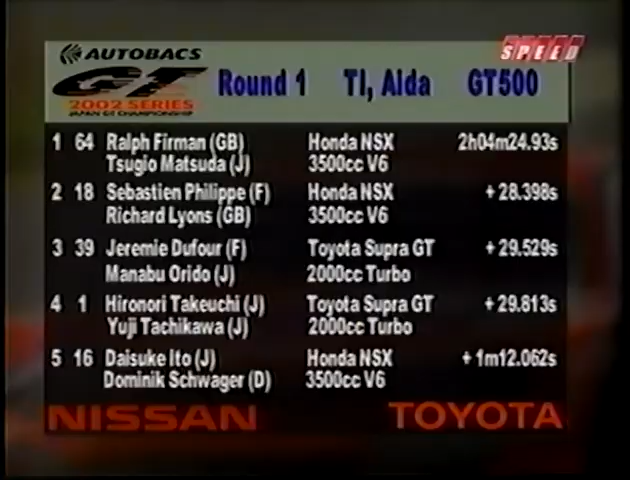 SPEED
AUTOBACS
GT Round 1 TI, Aida GT500
2002 SERIES
JAPAN GT CHAMPIONSHIP
1 64 Ralph Firman (GB) Honda NSX 2h04m24.93s
Tsugio Matsuda (J) 3500cc V6
2 18 Sebastien Philippe (F) Honda NSX + 28.398s
Richard Lyons (GB) 3500cc V6
3 39 Jeremie Dufour (F) Toyota Supra GT + 29.529s
Manabu Orido (J) 2000cc Turbo
4 1 Hironori Takeuchi (J) Toyota Supra GT + 29.813s
Yuji Tachikawa (J) 2000cc Turbo
5 16 Daisuke Ito (J) Honda NSX + 1m12.062s
Dominik Schwager (D) 3500cc V6
NISSAN TOYOTA